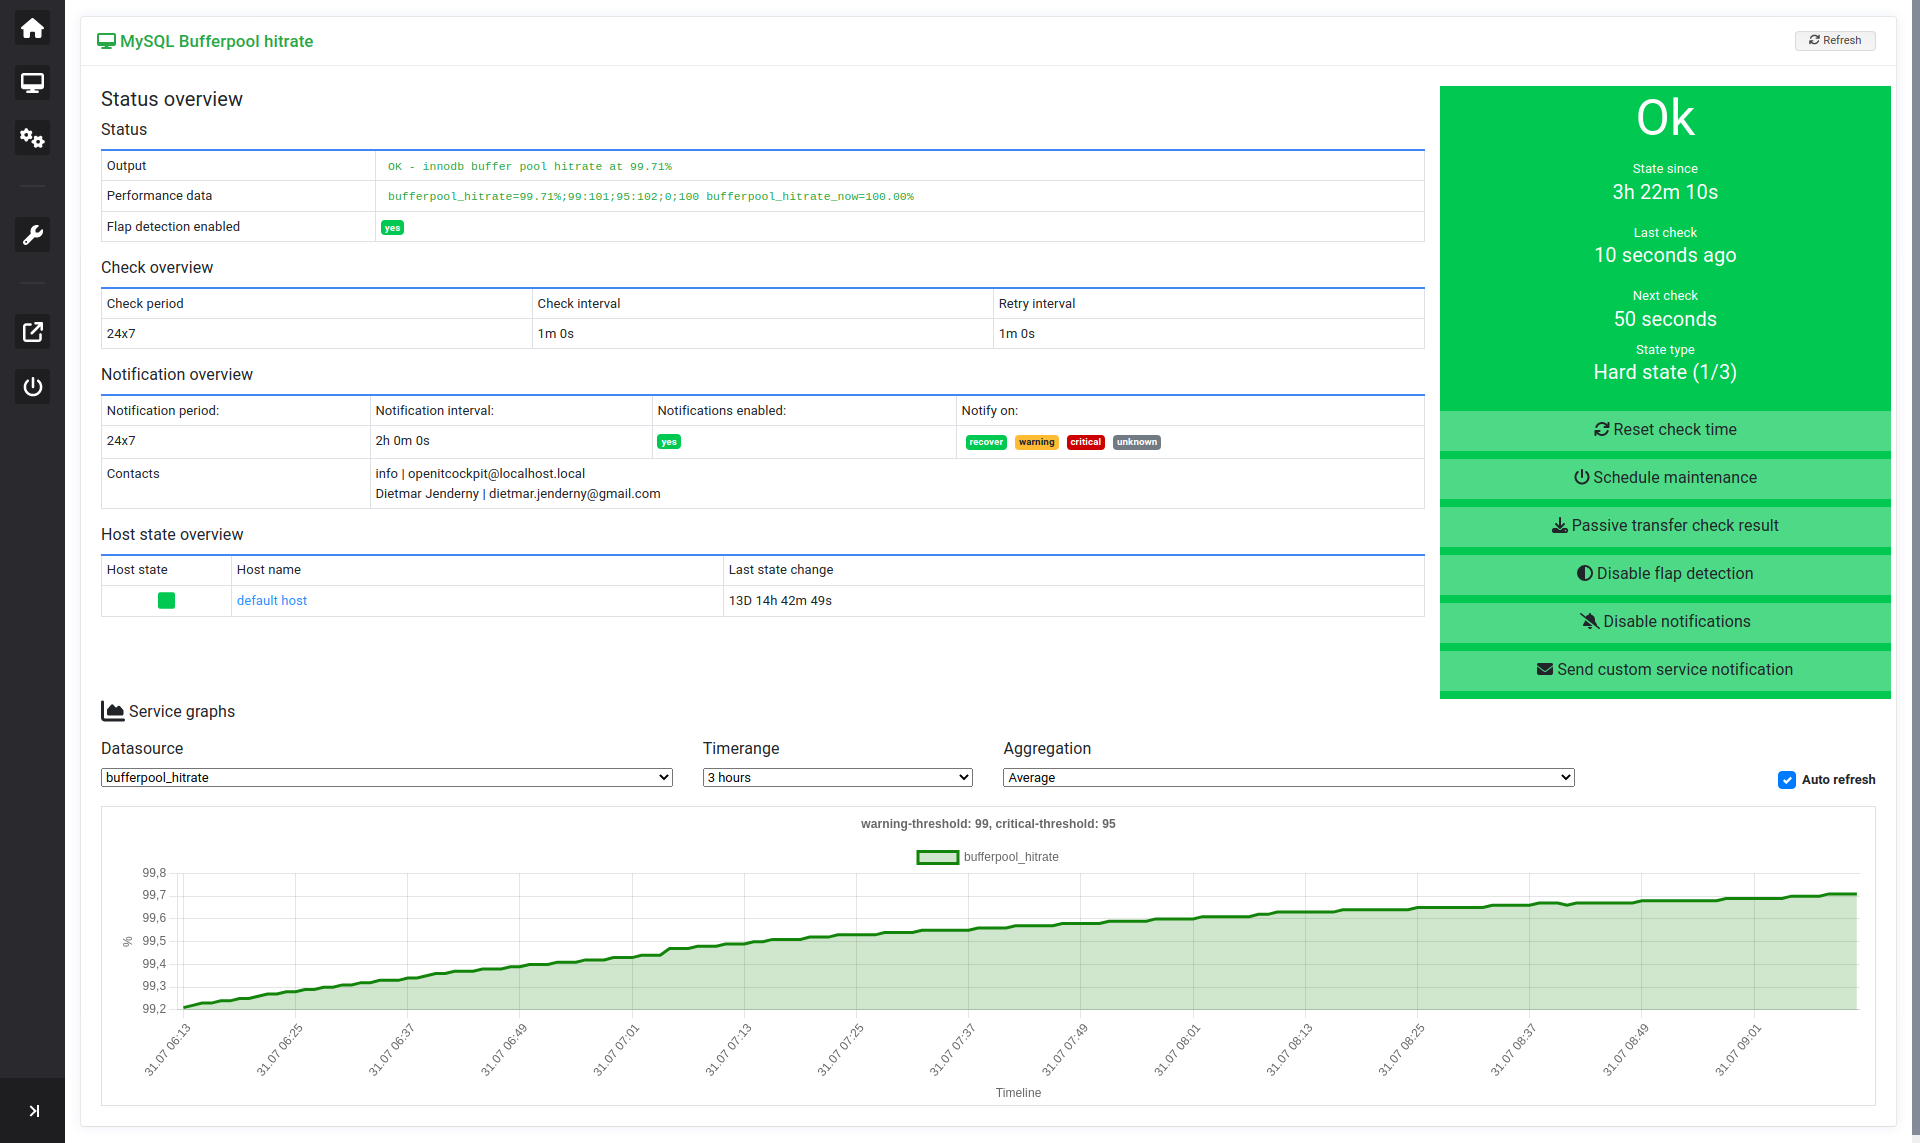 MySQL Bufferpool hitrate
Refresh
Status overview
Status
Output
OK - innodb buffer pool hitrate at 99.71%
Performance data
bufferpool_hitrate=99.71%;99:101;95:102;0;100 bufferpool_hitrate_now=100.00%
Flap detection enabled
yes
Check overview
Check period Check interval Retry interval
24x7 1m 0s 1m 0s
Notification overview
Notification period: Notification interval: Notifications enabled: Notify on:
24x7 2h 0m 0s yes recover warning critical unknown
Contacts
info | openitcockpit@localhost.local
Dietmar Jenderny | dietmar.jenderny@gmail.com
Host state overview
Host state Host name Last state change
default host 13D 14h 42m 49s
Ok
State since
3h 22m 10s
Last check
10 seconds ago
Next check
50 seconds
State type
Hard state (1/3)
Reset check time
Schedule maintenance
Passive transfer check result
Disable flap detection
Disable notifications
Send custom service notification
Service graphs
Datasource Timerange Aggregation
bufferpool_hitrate 3 hours Average Auto refresh
warning-threshold: 99, critical-threshold: 95
bufferpool_hitrate
99,8
99,7
99,6
99,5
99,4
99,3
99,2
%
31.07 06:13
31.07 06:25
31.07 06:37
31.07 06:49
31.07 07:01
31.07 07:13
31.07 07:25
31.07 07:37
31.07 07:49
31.07 08:01
31.07 08:13
31.07 08:25
31.07 08:37
31.07 08:49
31.07 09:01
Timeline